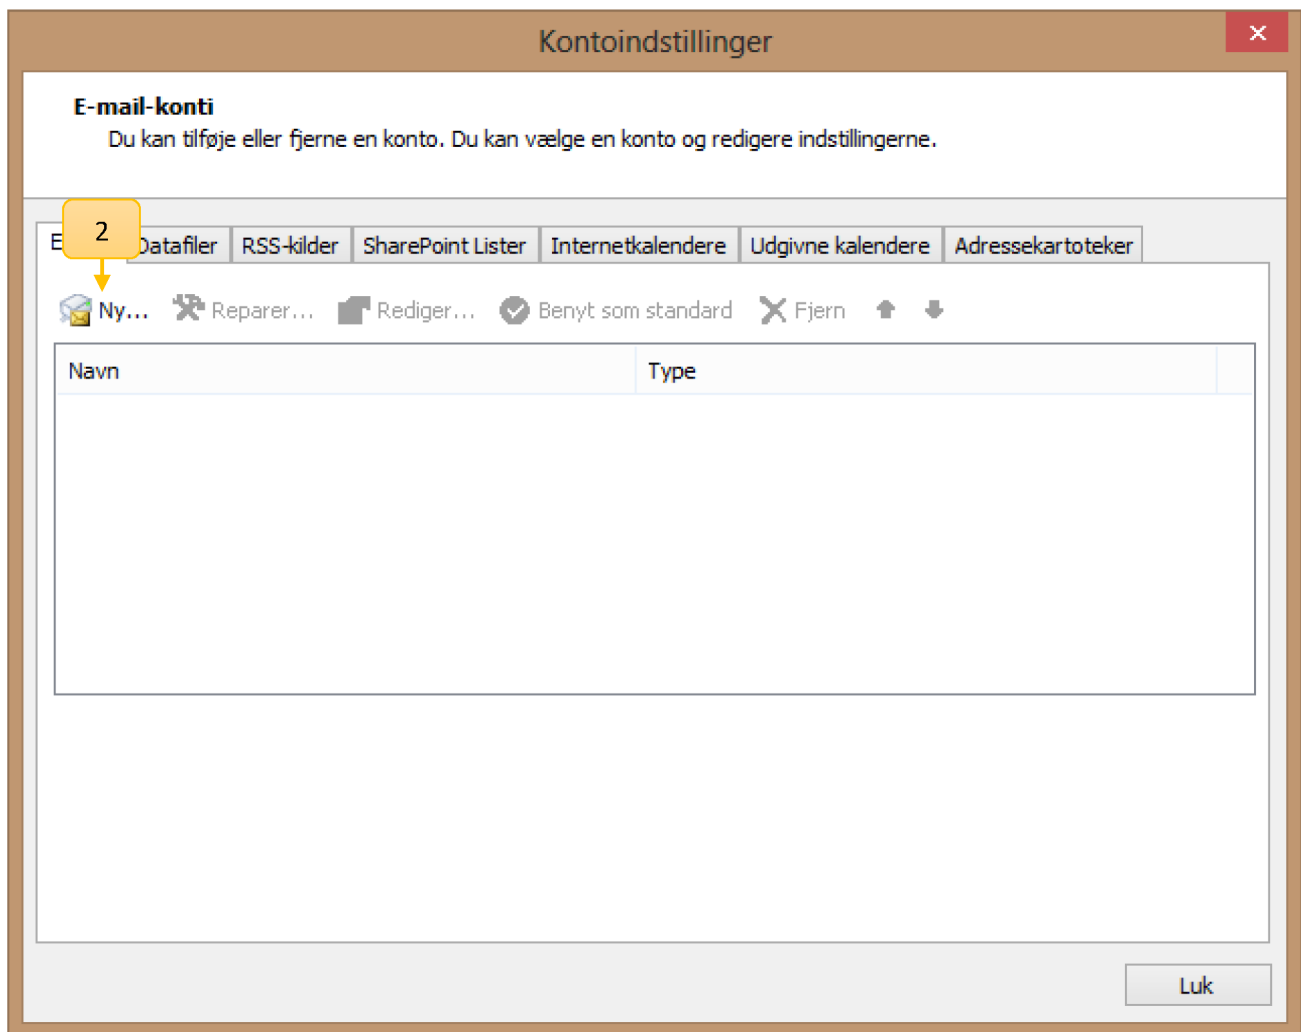 Kontoindstillinger
E-mail-konti
Du kan tilføje eller fjerne en konto. Du kan vælge en konto og redigere indstillingerne.
2
Datafiler RSS-kilder SharePoint Lister Internetkalendere Udgivne kalendere Adressekartoteker
Ny... Reparer... Rediger... Benyt som standard Fjern
Navn Type
Luk